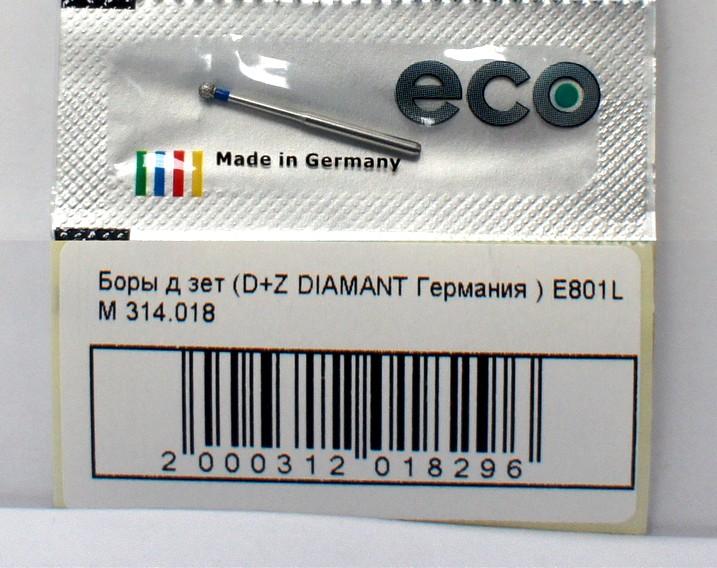 eco
Made in Germany
Боры д зет (D+Z DIAMANT Германия ) E801L
M 314.018
2 000312 018296